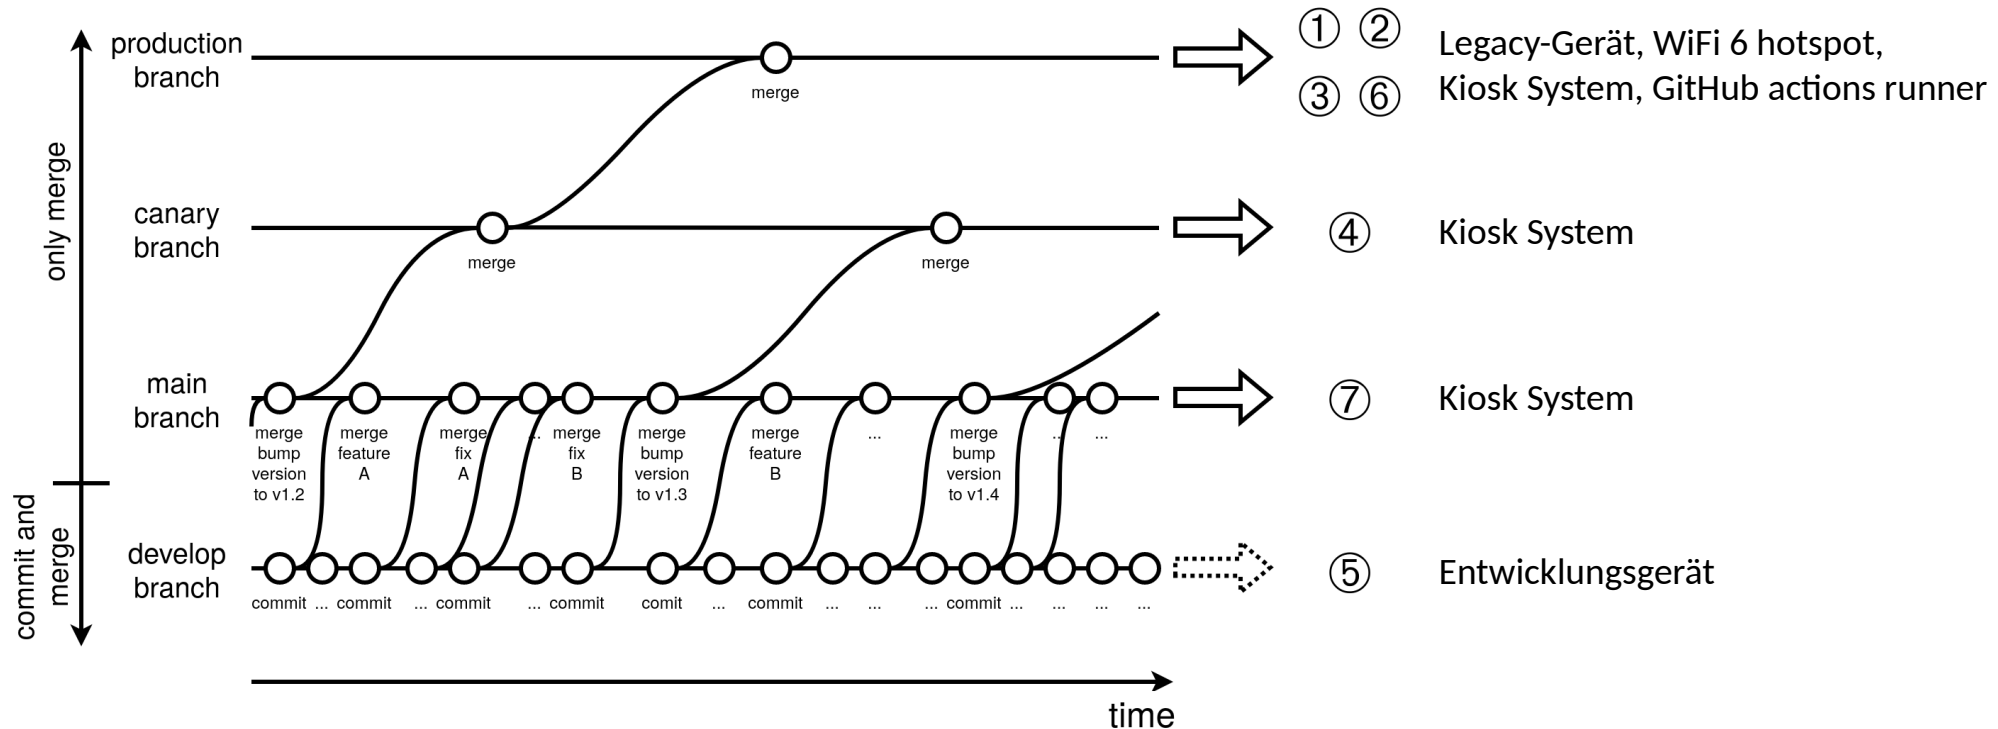 production
branch
merge
① ②
③ ⑥
Legacy-Gerät, WiFi 6 hotspot,
Kiosk System, GitHub actions runner
only merge
canary
branch
merge
merge
④
Kiosk System
main
branch
merge
bump
version
to v1.2
merge
feature
A
merge
fix
A
...
merge
fix
B
merge
bump
version
to v1.3
merge
feature
B
...
merge
bump
version
to v1.4
...
...
⑦
Kiosk System
commit and
merge
develop
branch
commit ... commit ... commit ... commit comit ... commit ... ... ... commit ... ... ... ...
⑤
Entwicklungsgerät
time